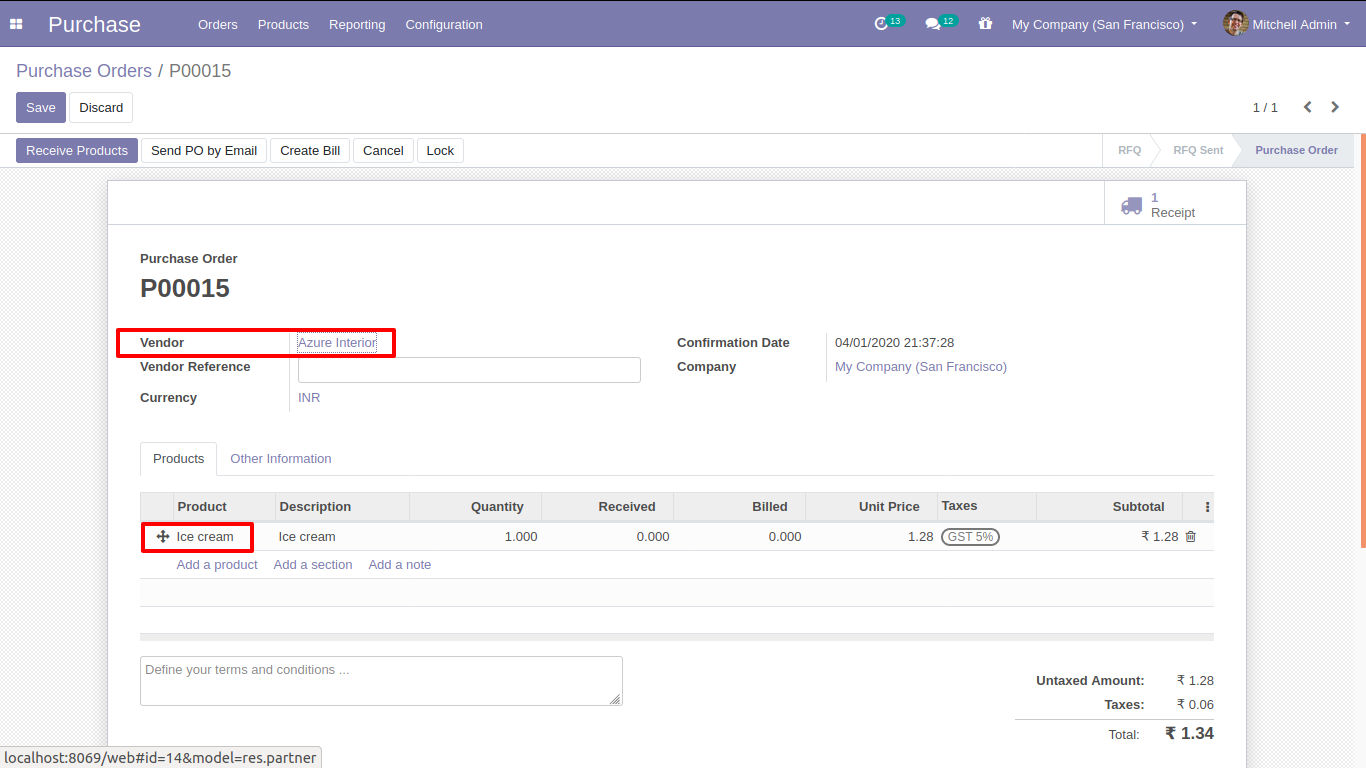 Purchase Orders Products Reporting Configuration 13 12 My Company (San Francisco) Mitchell Admin
Purchase Orders / P00015
Save Discard 1 / 1
Receive Products Send PO by Email Create Bill Cancel Lock RFQ RFQ Sent Purchase Order
1
Receipt
Purchase Order
P00015
Vendor Azure Interior Confirmation Date 04/01/2020 21:37:28
Vendor Reference Company My Company (San Francisco)
Currency INR
Products Other Information
Product Description Quantity Received Billed Unit Price Taxes Subtotal
Ice cream Ice cream 1.000 0.000 0.000 1.28 GST 5% ₹ 1.28
Add a product Add a section Add a note
Define your terms and conditions ...
Untaxed Amount: ₹ 1.28
Taxes: ₹ 0.06
Total: ₹ 1.34
localhost:8069/web#id=14&model=res.partner